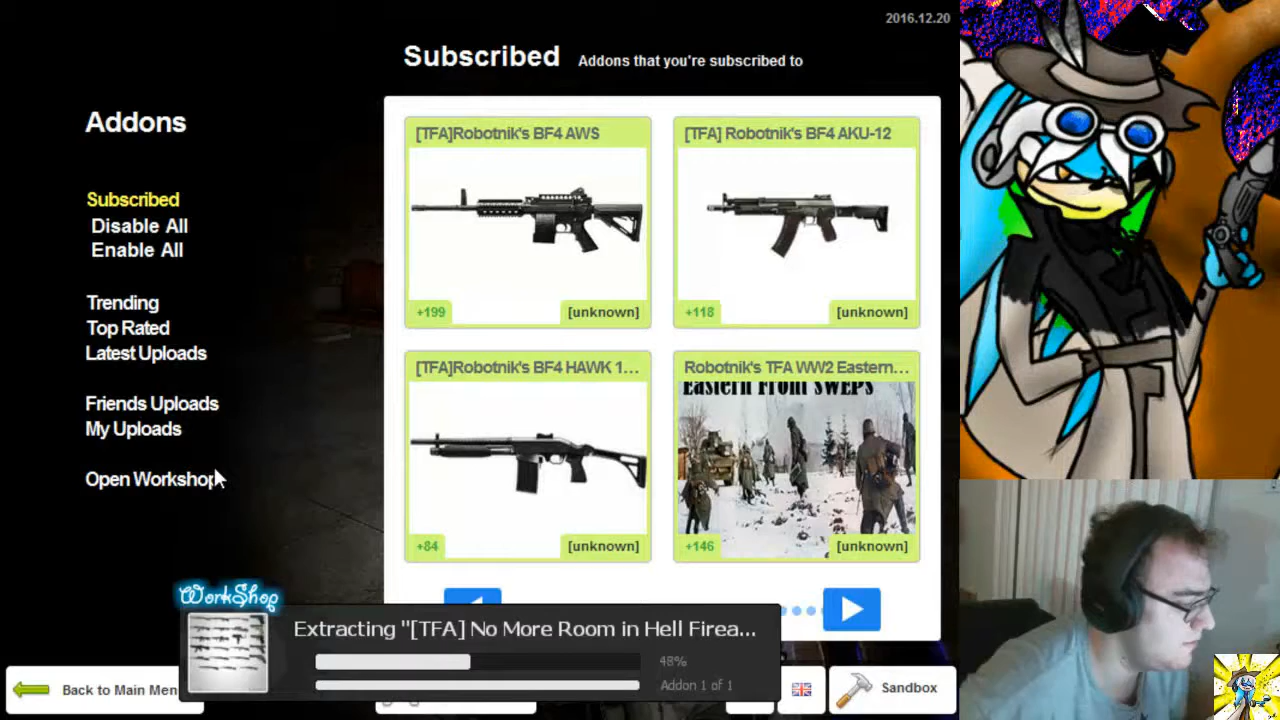 2016.12.20
Subscribed Addons that you're subscribed to
Addons
Subscribed
Disable All
Enable All
Trending
Top Rated
Latest Uploads
Friends Uploads
My Uploads
Open Workshop
[TFA]Robotnik's BF4 AWS
+199 [unknown]
[TFA] Robotnik's BF4 AKU-12
+118 [unknown]
[TFA]Robotnik's BF4 HAWK 1...
+84 [unknown]
Robotnik's TFA WW2 Eastern...
Eastern Front SWEPs
+146 [unknown]
WorkShop
Extracting "[TFA] No More Room in Hell Firea...
48%
Addon 1 of 1
Back to Main Men
Sandbox